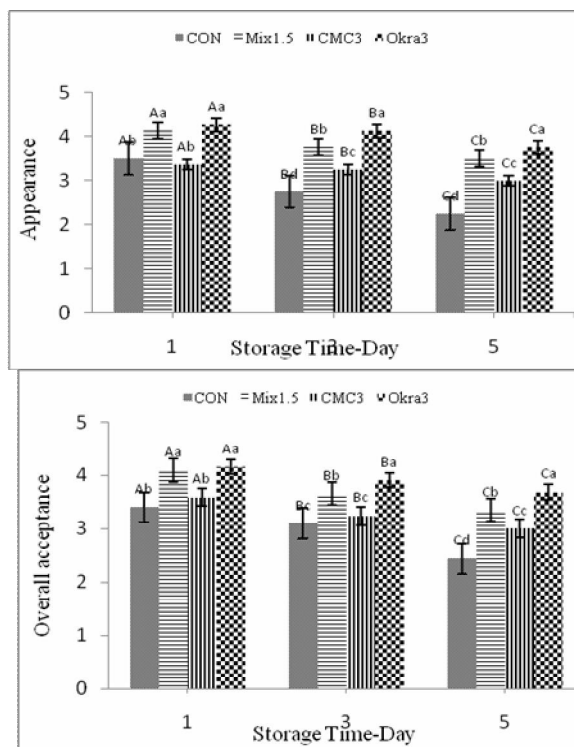 CON Mix1.5 CMC3 Okra3
5
4
3
2
1
0
Appearance
Ab Aa Ab Aa
Bd Bb Bc Ba
Cd Cb Cc Ca
1 3 5
Storage Time-Day
CON Mix1.5 CMC3 Okra3
5
4
3
2
1
0
Overall acceptance
Ab Aa Ab Aa
Bc Bb Bc Ba
Cd Cb Cc Ca
1 3 5
Storage Time-Day